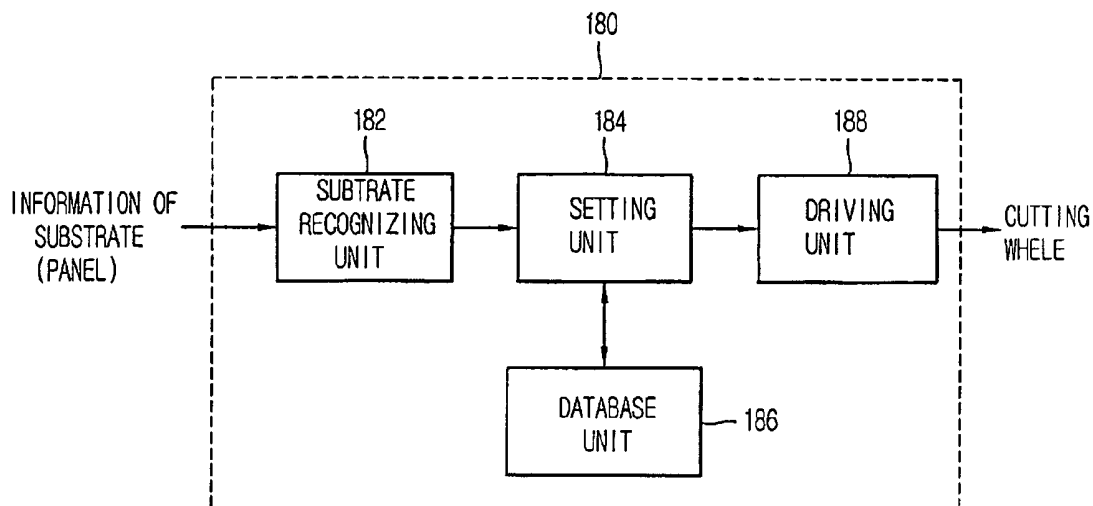 180
182
184
188
INFORMATION OF
SUBSTRATE
(PANEL)
SUBTRATE
RECOGNIZING
UNIT
SETTING
UNIT
DRIVING
UNIT
CUTTING
WHELE
DATABASE
UNIT
186